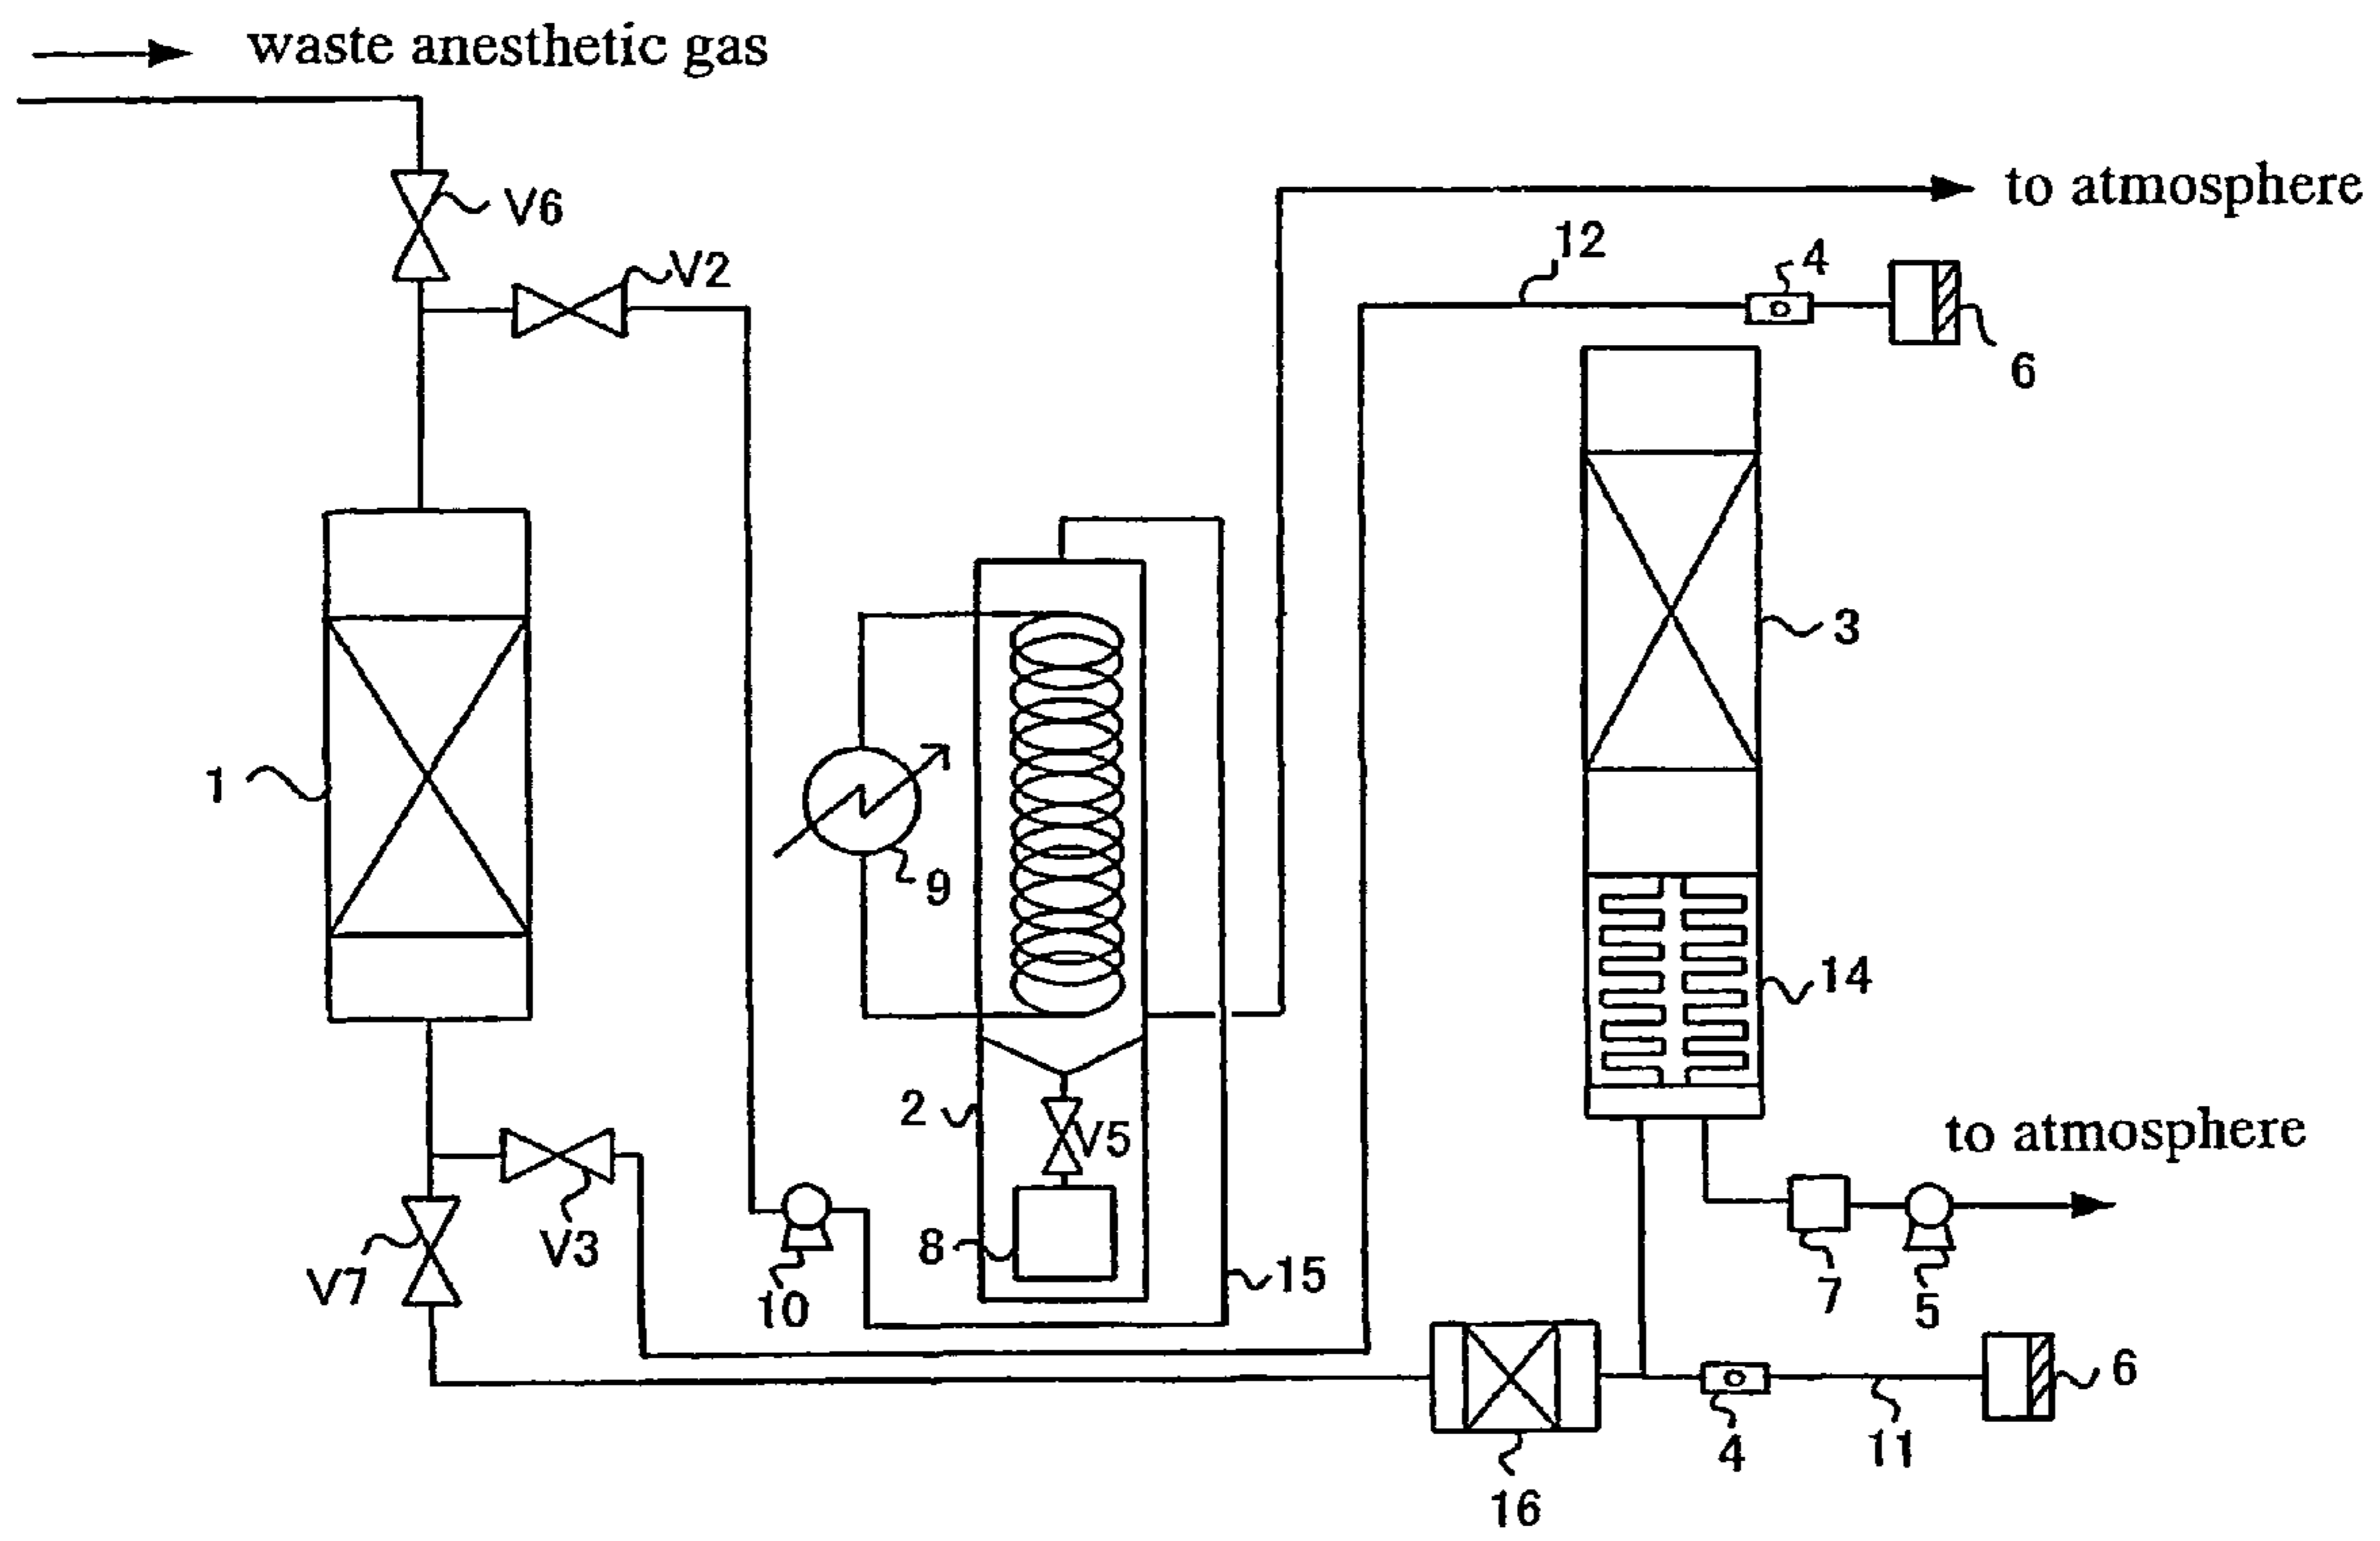 waste anesthetic gas
V6
to atmosphere
V2
12
4
6
3
1
9
14
2
V5
to atmosphere
V3
8
V7
10
15
7
5
6
4
11
16